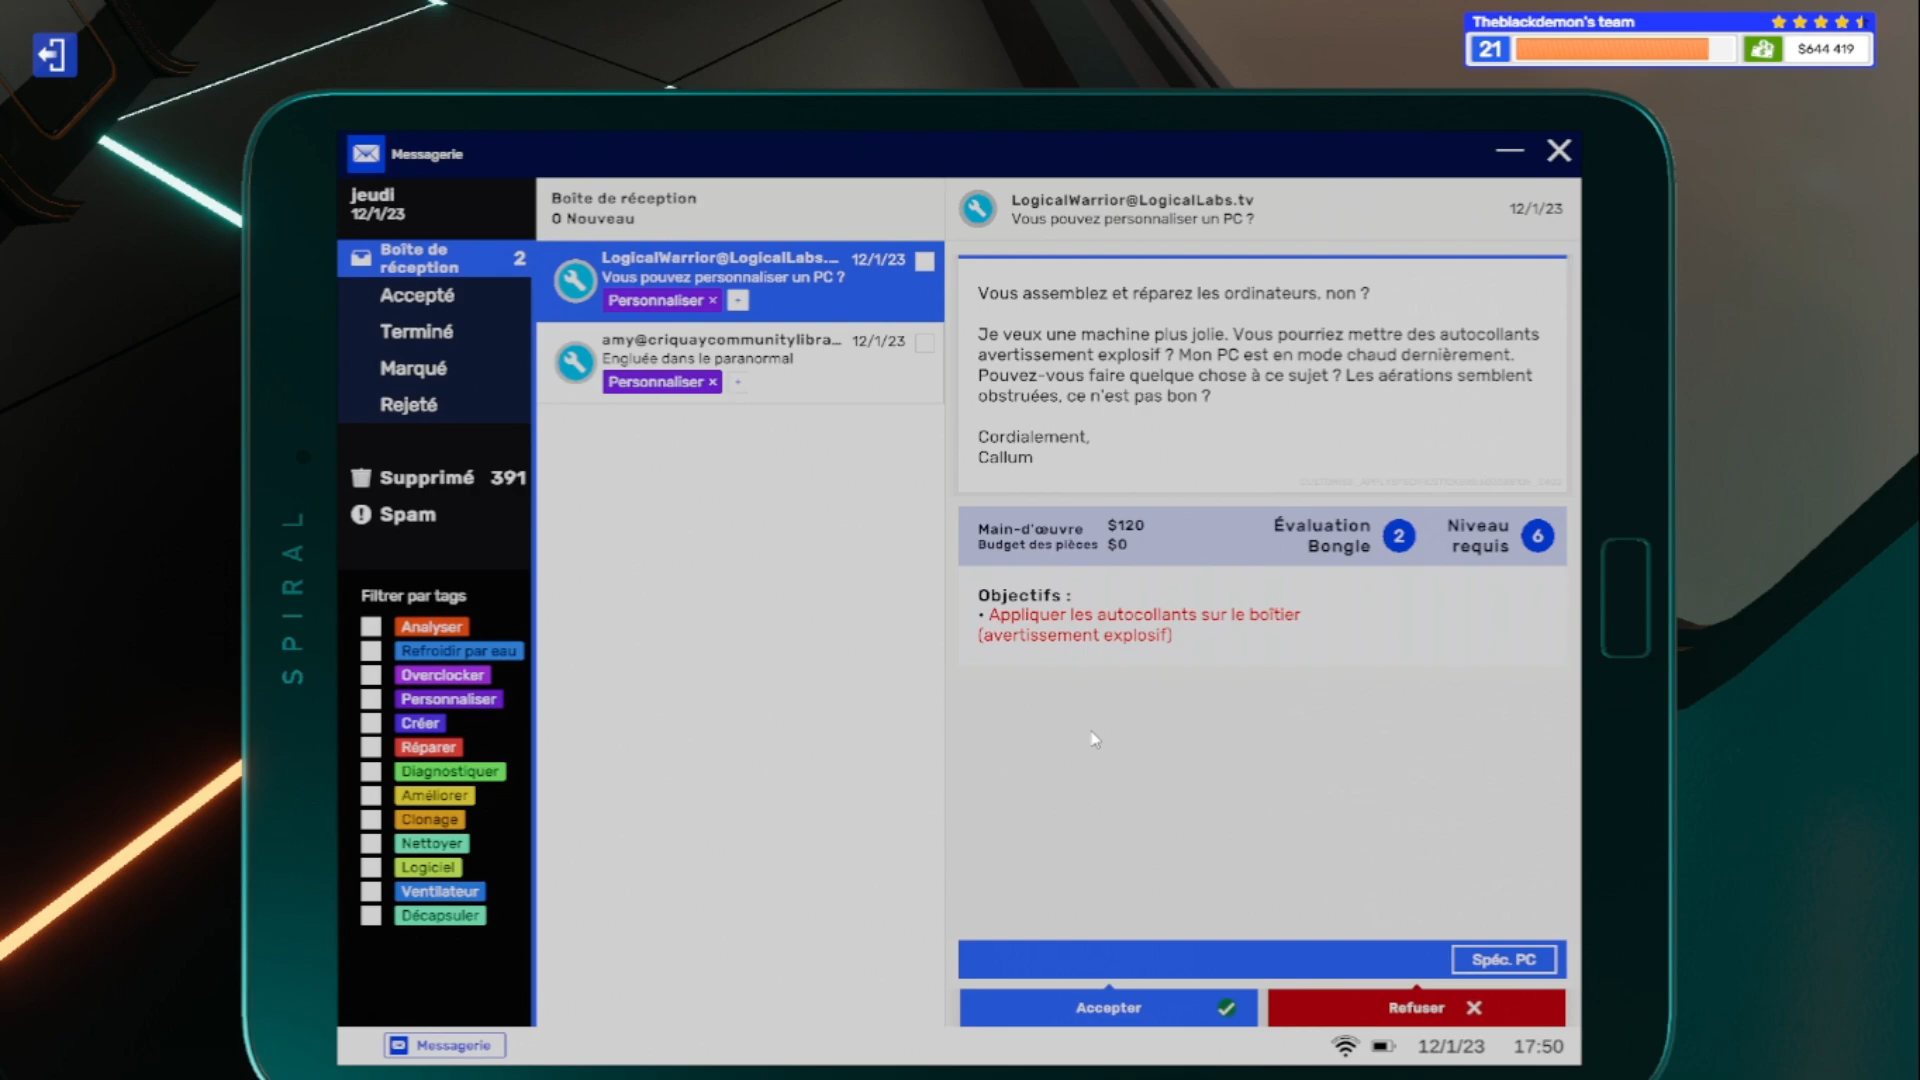 Theblackdemon's team
21
$644 419
Messagerie
jeudi
12/1/23
Boîte de
réception
2
Accepté
Terminé
Marqué
Rejeté
Supprimé 391
Spam
Filtrer par tags
Analyser
Refroidir par eau
Overclocker
Personnaliser
Créer
Réparer
Diagnostiquer
Améliorer
Clonage
Nettoyer
Logiciel
Ventilateur
Décapsuler
Boîte de réception
0 Nouveau
LogicalWarrior@LogicalLabs.... 12/1/23
Vous pouvez personnaliser un PC ?
Personnaliser × +
amy@criquaycommunitylibra... 12/1/23
Engluée dans le paranormal
Personnaliser × +
LogicalWarrior@LogicalLabs.tv
Vous pouvez personnaliser un PC ?
12/1/23
Vous assemblez et réparez les ordinateurs, non ?
Je veux une machine plus jolie. Vous pourriez mettre des autocollants
avertissement explosif ? Mon PC est en mode chaud dernièrement.
Pouvez-vous faire quelque chose à ce sujet ? Les aérations semblent
obstruées, ce n'est pas bon ?
Cordialement,
Callum
Main-d'œuvre $120
Budget des pièces $0
Évaluation
Bongle
2
Niveau
requis
6
Objectifs :
• Appliquer les autocollants sur le boîtier
(avertissement explosif)
Spéc. PC
Accepter
Refuser
Messagerie
12/1/23 17:50
SPIRAL